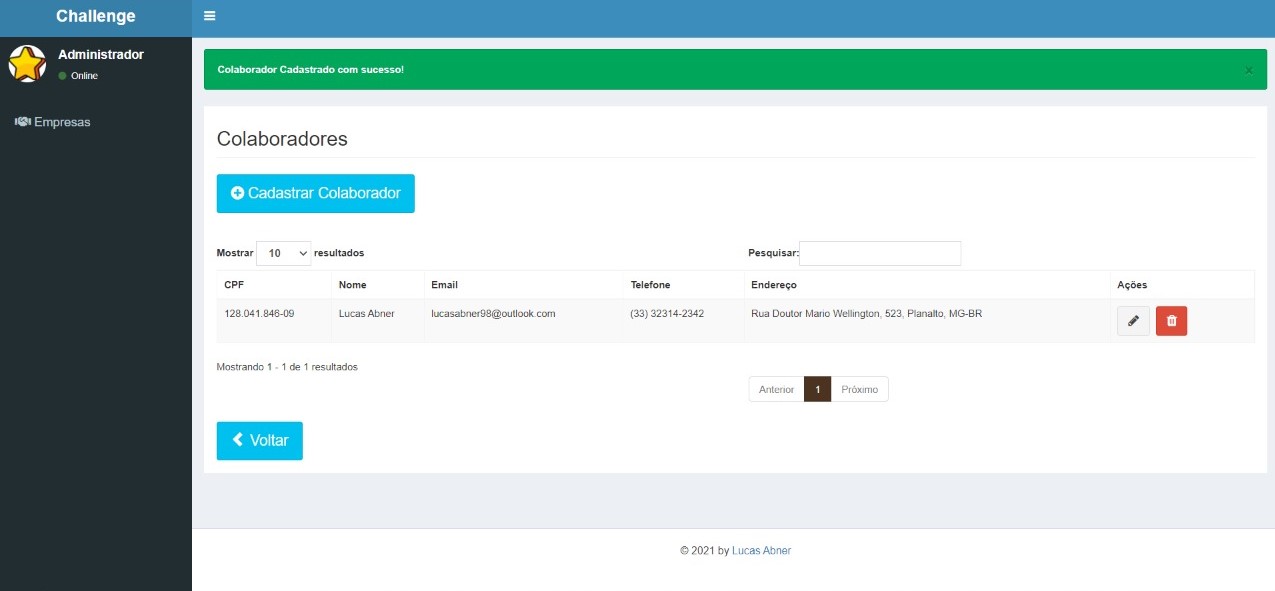 Challenge
Administrador
Online
Empresas
Colaborador Cadastrado com sucesso!
×
Colaboradores
Cadastrar Colaborador
Mostrar 10 resultados
Pesquisar:
CPF Nome Email Telefone Endereço Ações
128.041.846-09 Lucas Abner lucasabner98@outlook.com (33) 32314-2342 Rua Doutor Mario Wellington, 523, Planalto, MG-BR
Mostrando 1 - 1 de 1 resultados
Anterior 1 Próximo
Voltar
© 2021 by Lucas Abner